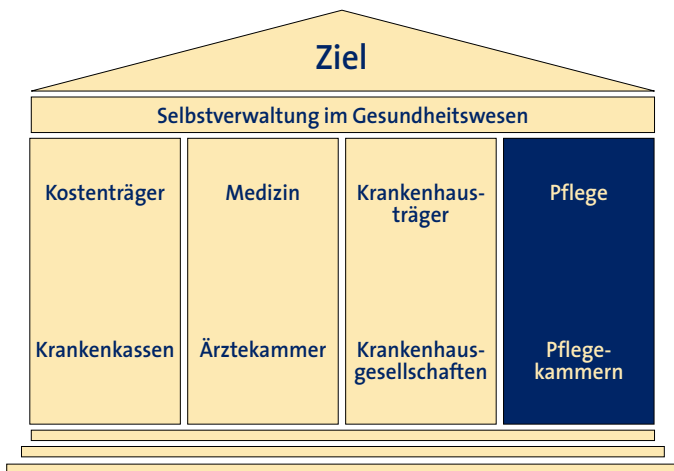 Ziel
Selbstverwaltung im Gesundheitswesen
Kostenträger
Krankenkassen
Medizin
Ärztekammer
Krankenhaus-
träger
Krankenhaus-
gesellschaften
Pflege
Pflege-
kammern